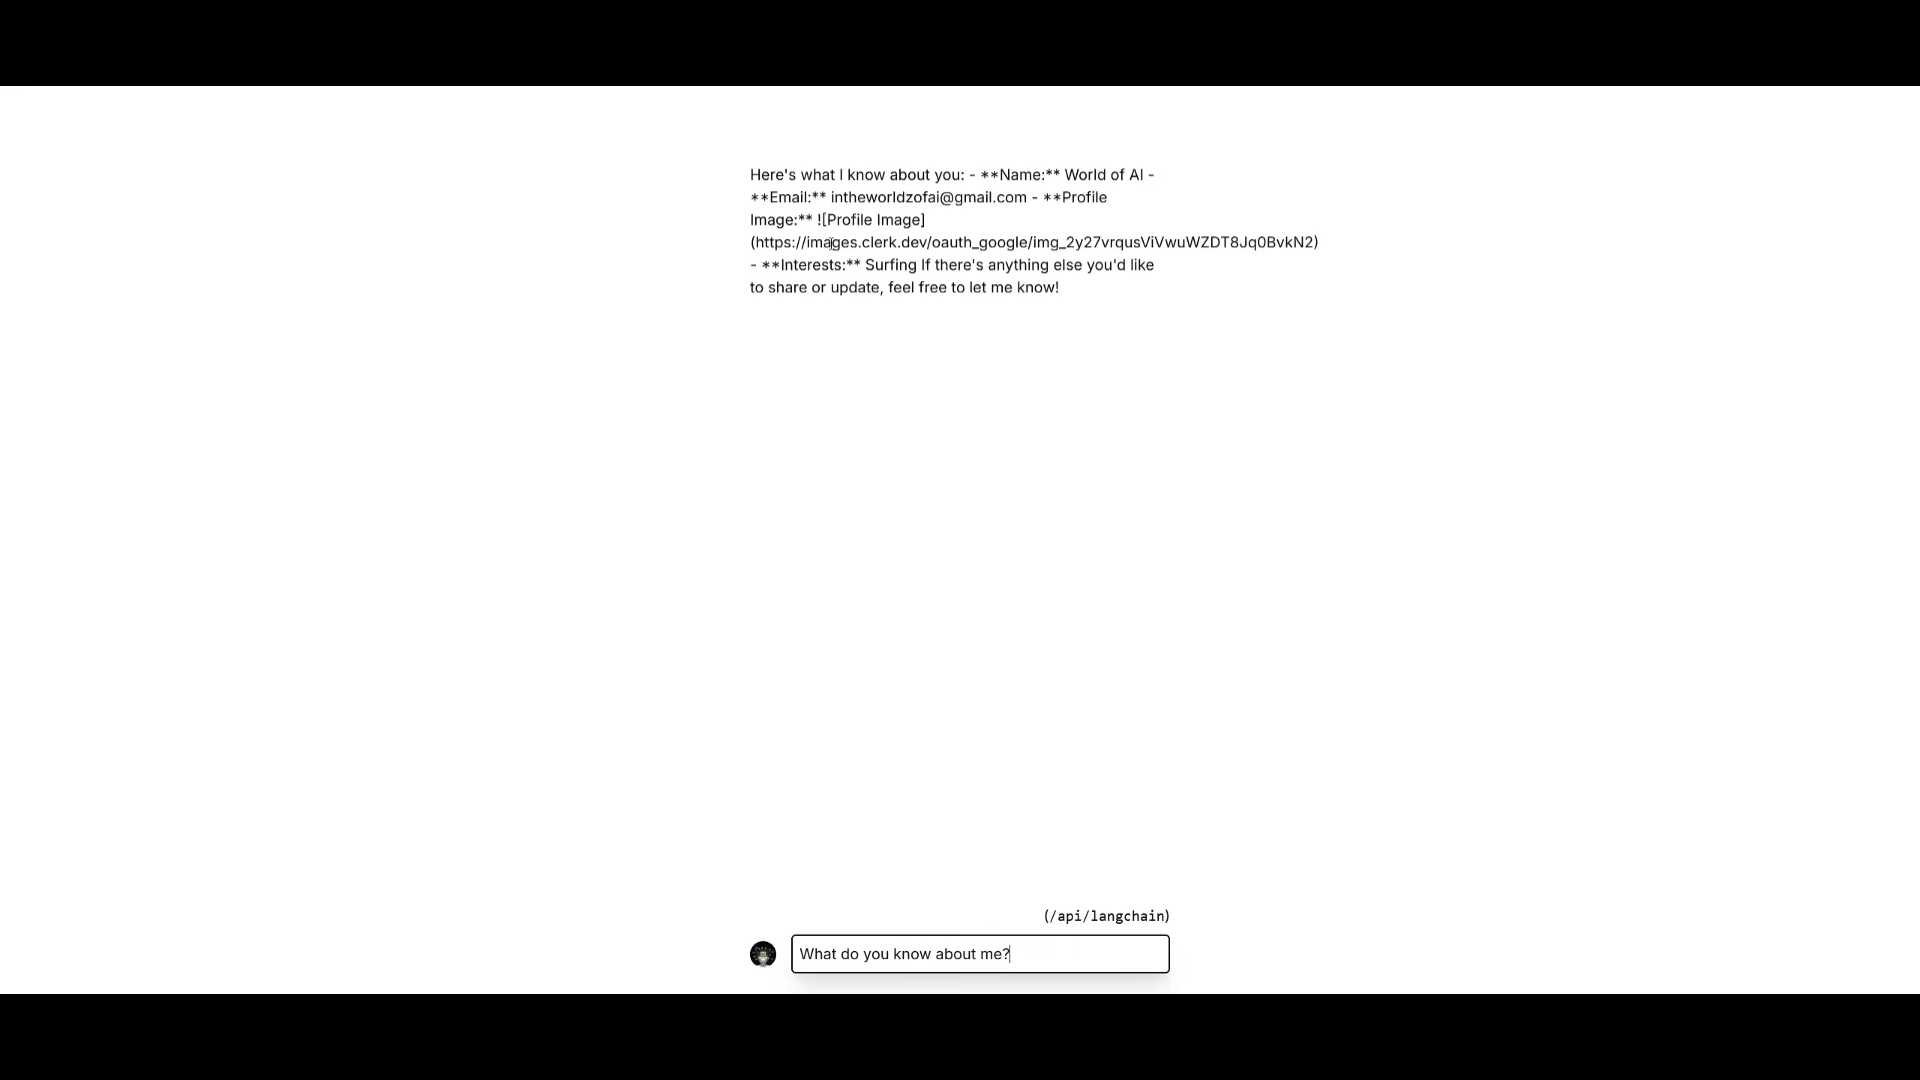 Here's what I know about you: - **Name:** World of AI -
**Email:** intheworldzofai@gmail.com - **Profile
Image:** ![Profile Image]
(https://images.clerk.dev/oauth_google/img_2y27vrqusViVwuWZDT8Jq0BvkN2)
- **Interests:** Surfing If there's anything else you'd like
to share or update, feel free to let me know!
(/api/langchain)
What do you know about me?